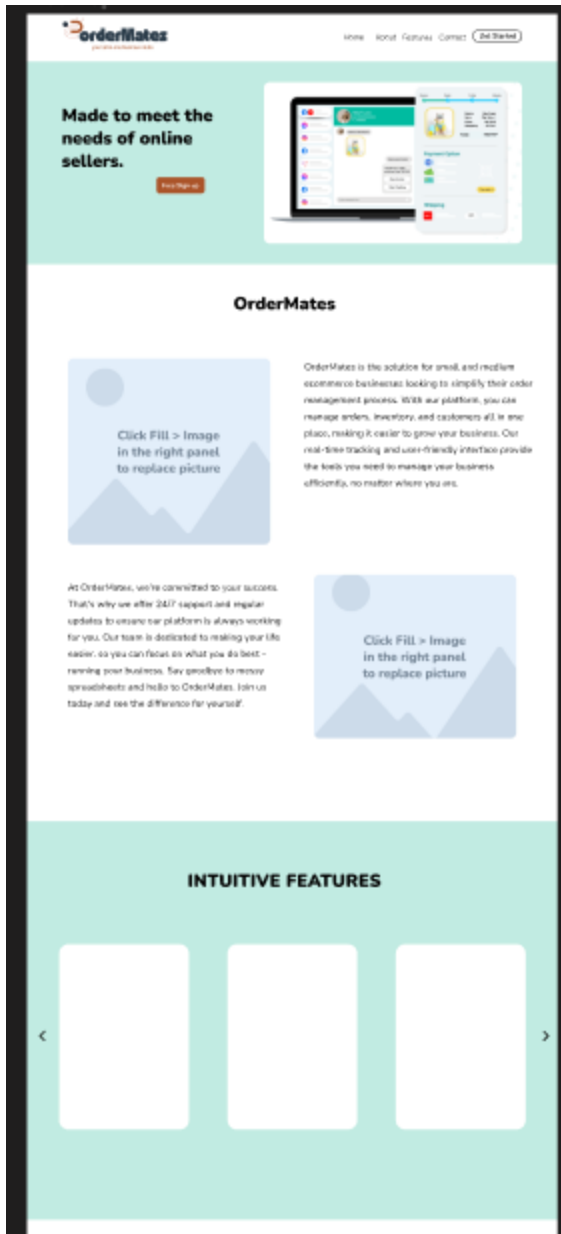 orderMates
Home About Features Contact Get Started
Made to meet the
needs of online
sellers.
Easy Sign up
OrderMates
OrderMates is the solution for small and medium
ecommerce businesses looking to simplify their order
management process. With our platform, you can
manage orders, inventory, and customers all in one
place, making it easier to grow your business. Our
real-time tracking and user-friendly interface provide
the tools you need to manage your business
efficiently, no matter where you are.
Click Fill > Image
in the right panel
to replace picture
At OrderMates, we're committed to your success.
That's why we offer 24/7 support and regular
updates to ensure our platform is always working
for you. Our team is dedicated to making your life
easier, so you can focus on what you do best -
running your business. Say goodbye to messy
spreadsheets and hello to OrderMates. Join us
today and see the difference for yourself.
Click Fill > Image
in the right panel
to replace picture
INTUITIVE FEATURES